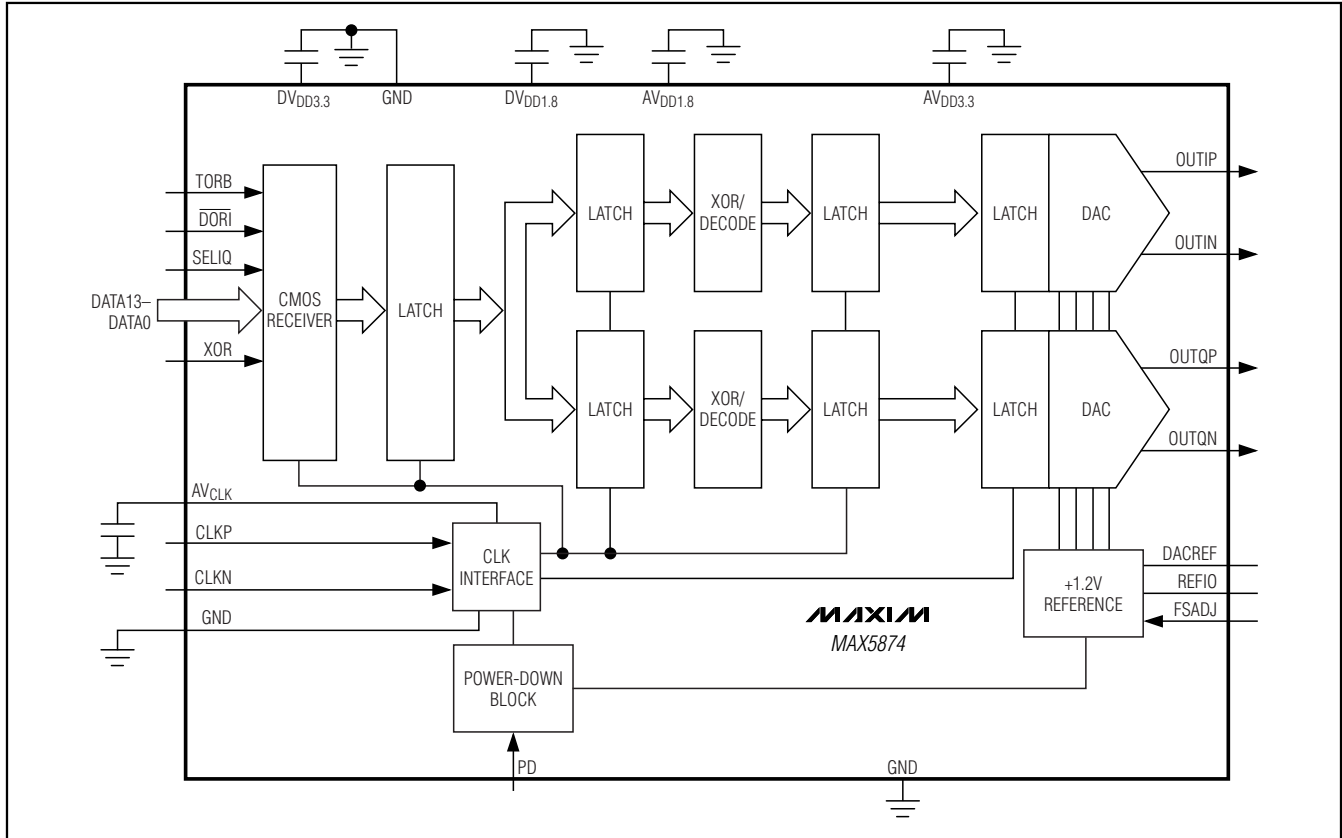 DVDD3.3 GND DVDD1.8 AVDD1.8 AVDD3.3
TORB
DORI
SELIQ
DATA13–
DATA0
XOR
CMOS
RECEIVER
LATCH
LATCH
XOR/
DECODE
LATCH
LATCH
DAC
OUTIP
OUTIN
LATCH
XOR/
DECODE
LATCH
LATCH
DAC
OUTQP
OUTQN
AVCLK
CLKP
CLKN
GND
CLK
INTERFACE
+1.2V
REFERENCE
DACREF
REFIO
FSADJ
MAXIM
MAX5874
POWER-DOWN
BLOCK
PD
GND